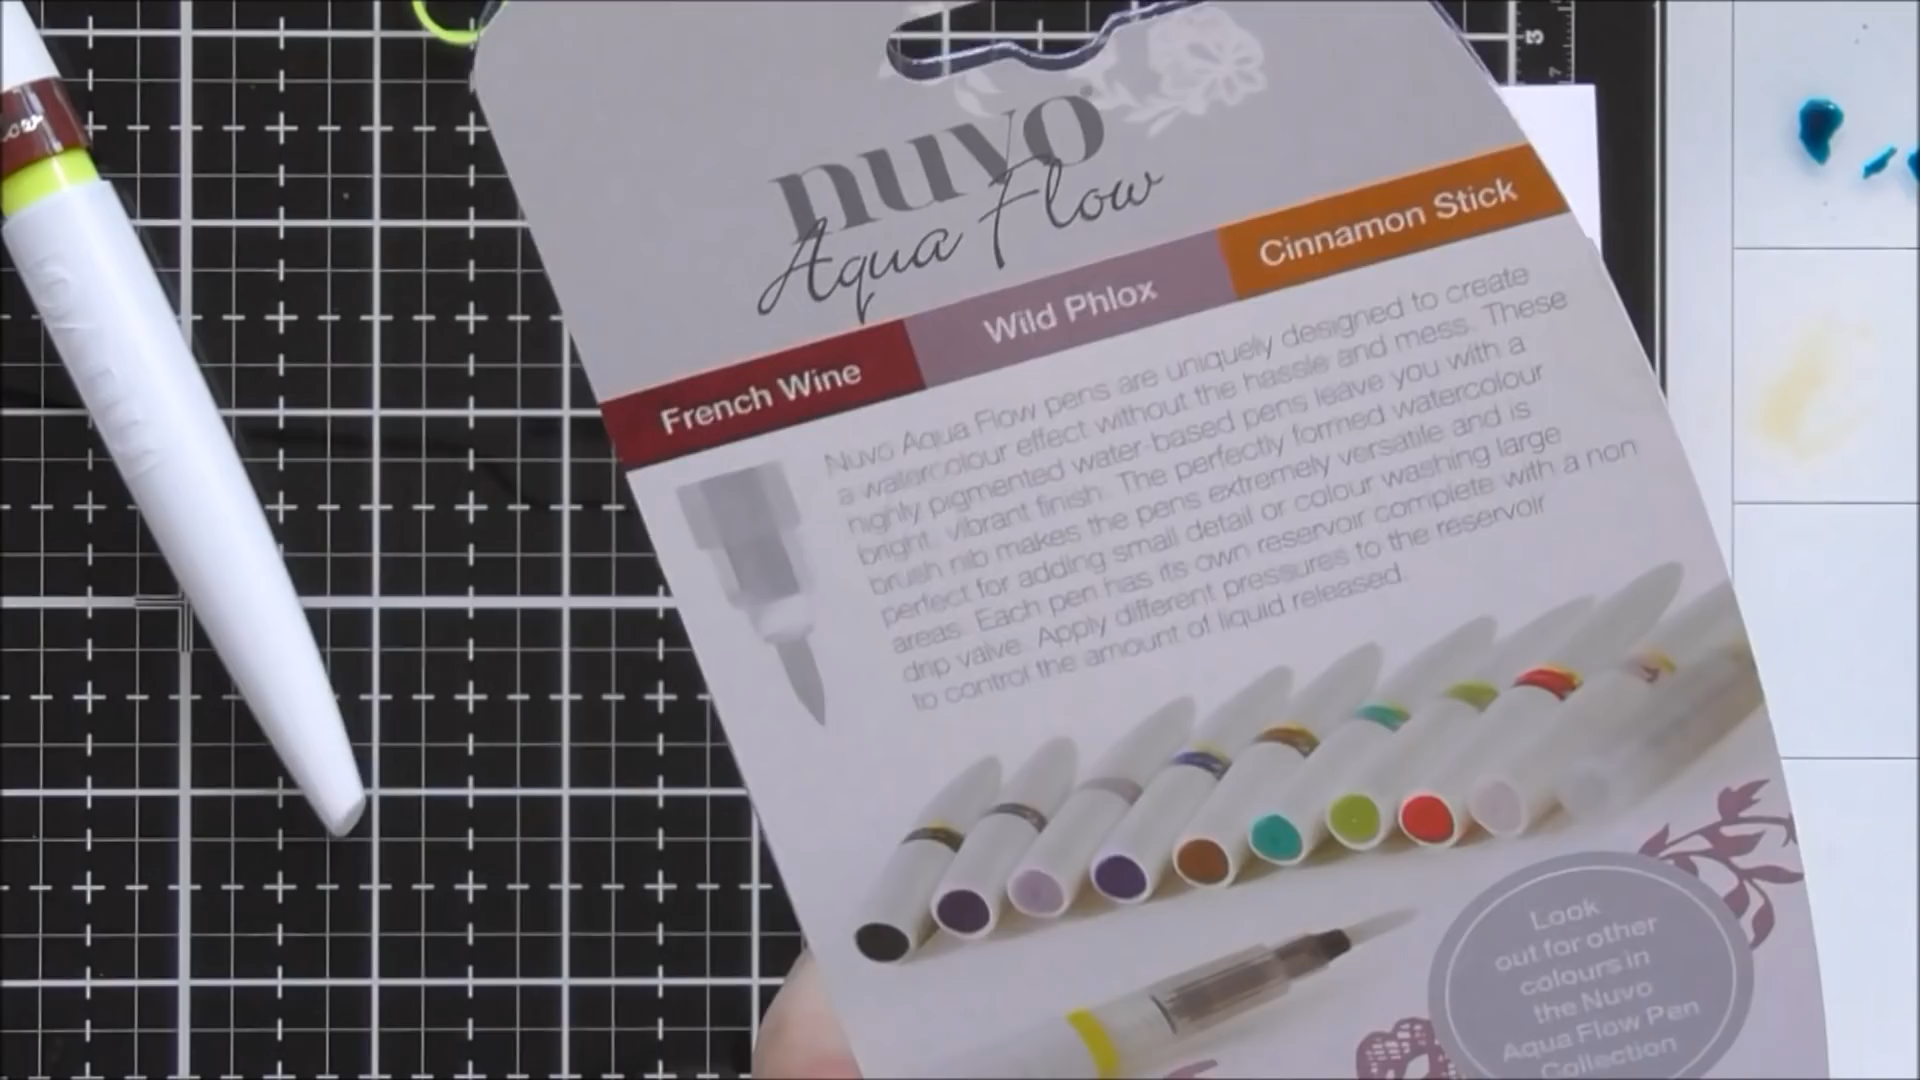 nuvo
Aqua Flow
French Wine
Wild Phlox
Cinnamon Stick
Nuvo Aqua Flow pens are uniquely designed to create
a watercolour effect without the hassle and mess. These
highly pigmented water-based pens leave you with a
bright, vibrant finish. The perfectly formed watercolour
brush nib makes the pens extremely versatile and is
perfect for adding small detail or colour washing large
areas. Each pen has its own reservoir complete with a non
drip valve. Apply different pressures to the reservoir
to control the amount of liquid released.
Look
out for other
colours in
the Nuvo
Aqua Flow Pen
Collection